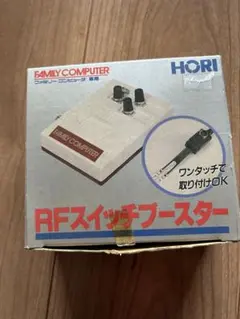 FAMILY COMPUTER
ファミリーコンピュータ 専用
HORI
FAMILY COMPUTER
ワンタッチで
取り付けOK
RFスイッチブースター